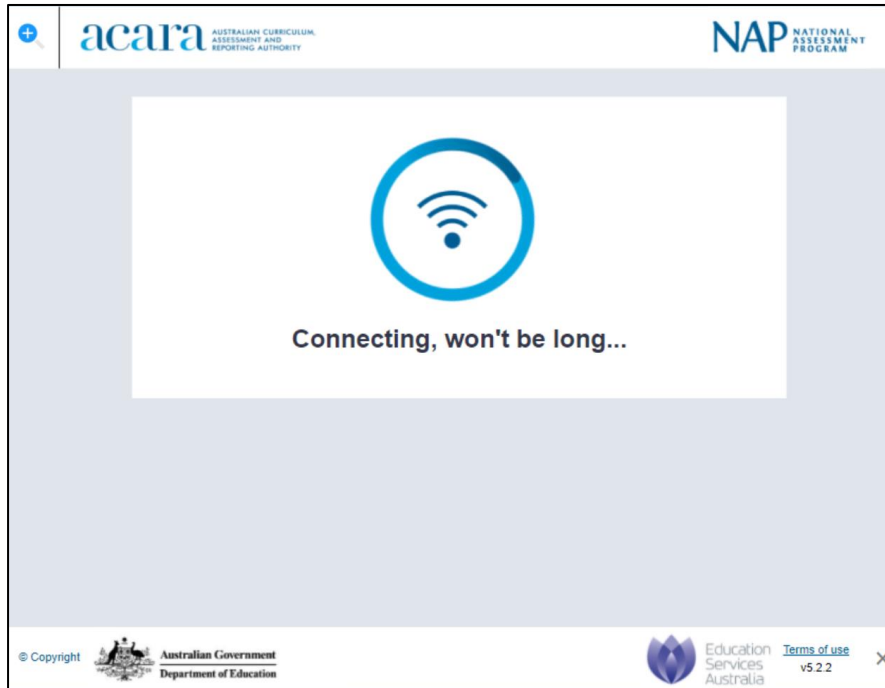 acara
AUSTRALIAN CURRICULUM,
ASSESSMENT AND
REPORTING AUTHORITY
NAP
NATIONAL
ASSESSMENT
PROGRAM
Connecting, won't be long...
© Copyright
Australian Government
Department of Education
Education
Services
Australia
Terms of use
v5.2.2